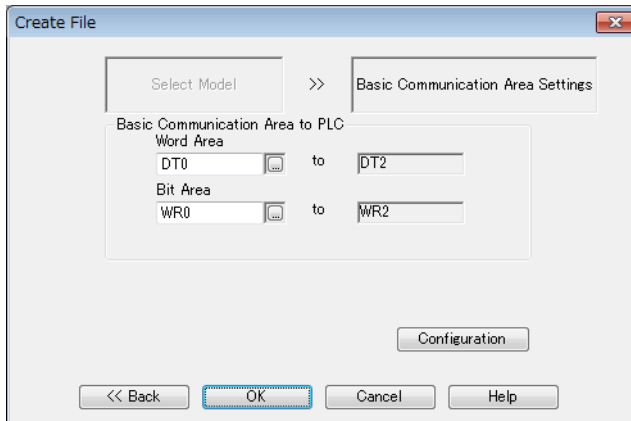 Create File
Select Model >> Basic Communication Area Settings
Basic Communication Area to PLC
Word Area
DT0 ... to DT2
Bit Area
WR0 ... to WR2
Configuration
<< Back OK Cancel Help